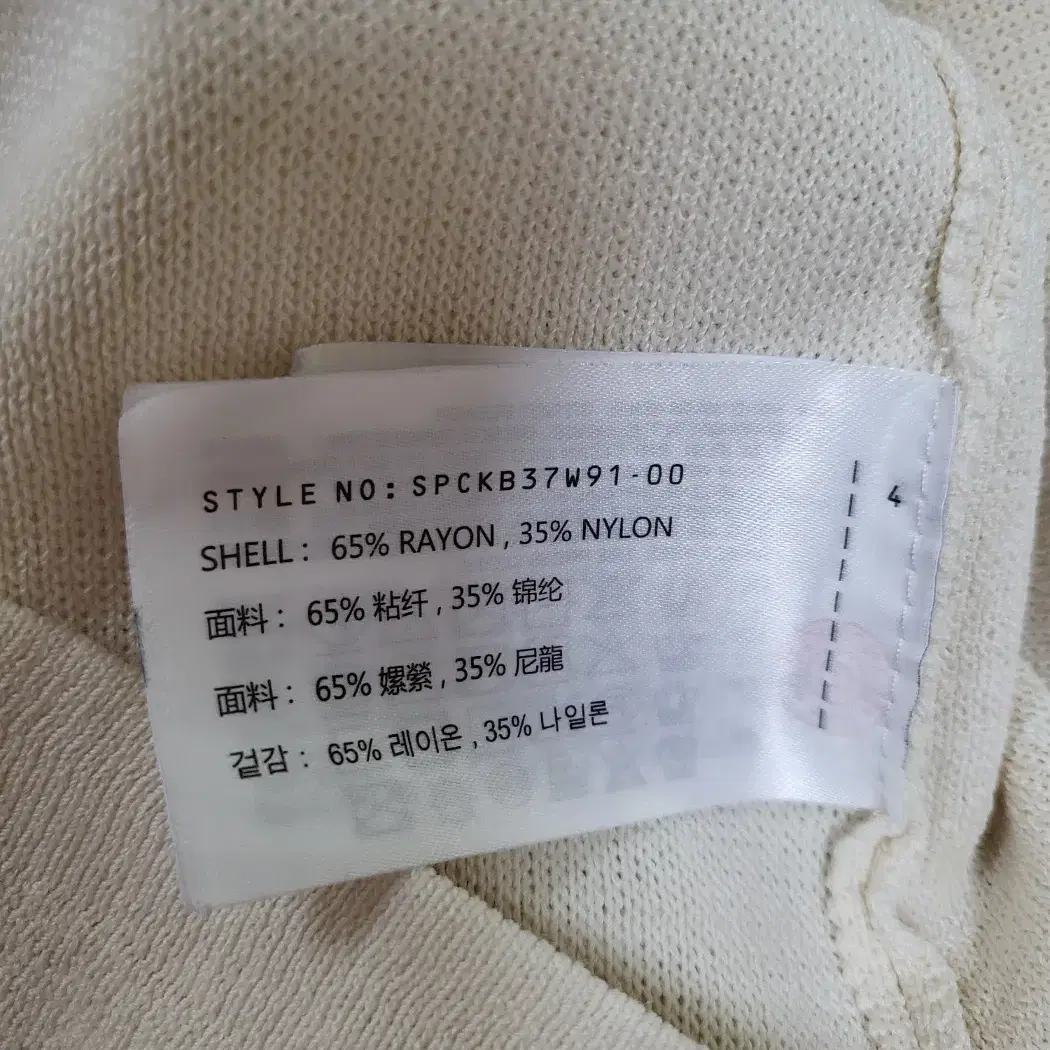 STYLE NO: SPCKB37W91-00
SHELL : 65% RAYON , 35% NYLON
面料 : 65% 粘纤 , 35% 锦纶
面料 : 65% 嫘縈 , 35% 尼龍
겉감 : 65% 레이온 , 35% 나일론
4